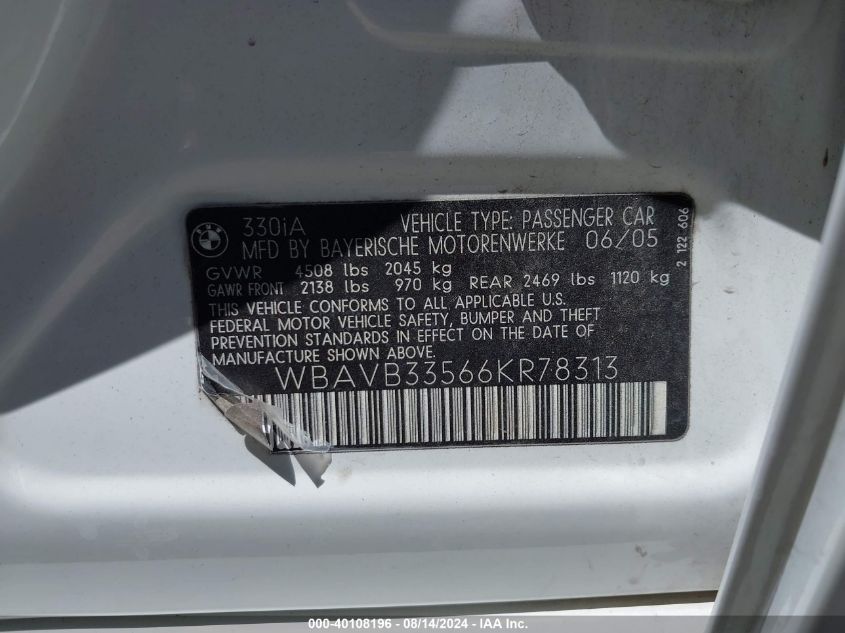 330iA VEHICLE TYPE: PASSENGER CAR
MFD BY BAYERISCHE MOTORENWERKE 06/05
GVWR 4508 lbs 2045 kg
GAWR FRONT 2138 lbs 970 kg REAR 2469 lbs 1120 kg
THIS VEHICLE CONFORMS TO ALL APPLICABLE U.S.
FEDERAL MOTOR VEHICLE SAFETY, BUMPER AND THEFT
PREVENTION STANDARDS IN EFFECT ON THE DATE OF
MANUFACTURE SHOWN ABOVE.
WBAVB33566KR78313
2 122 606
000-40108196 - 08/14/2024 - IAAI.com